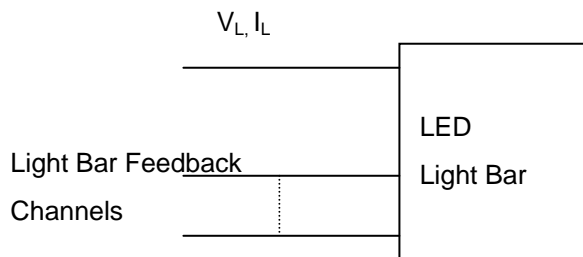 VL, IL
LED
Light Bar
Light Bar Feedback
Channels